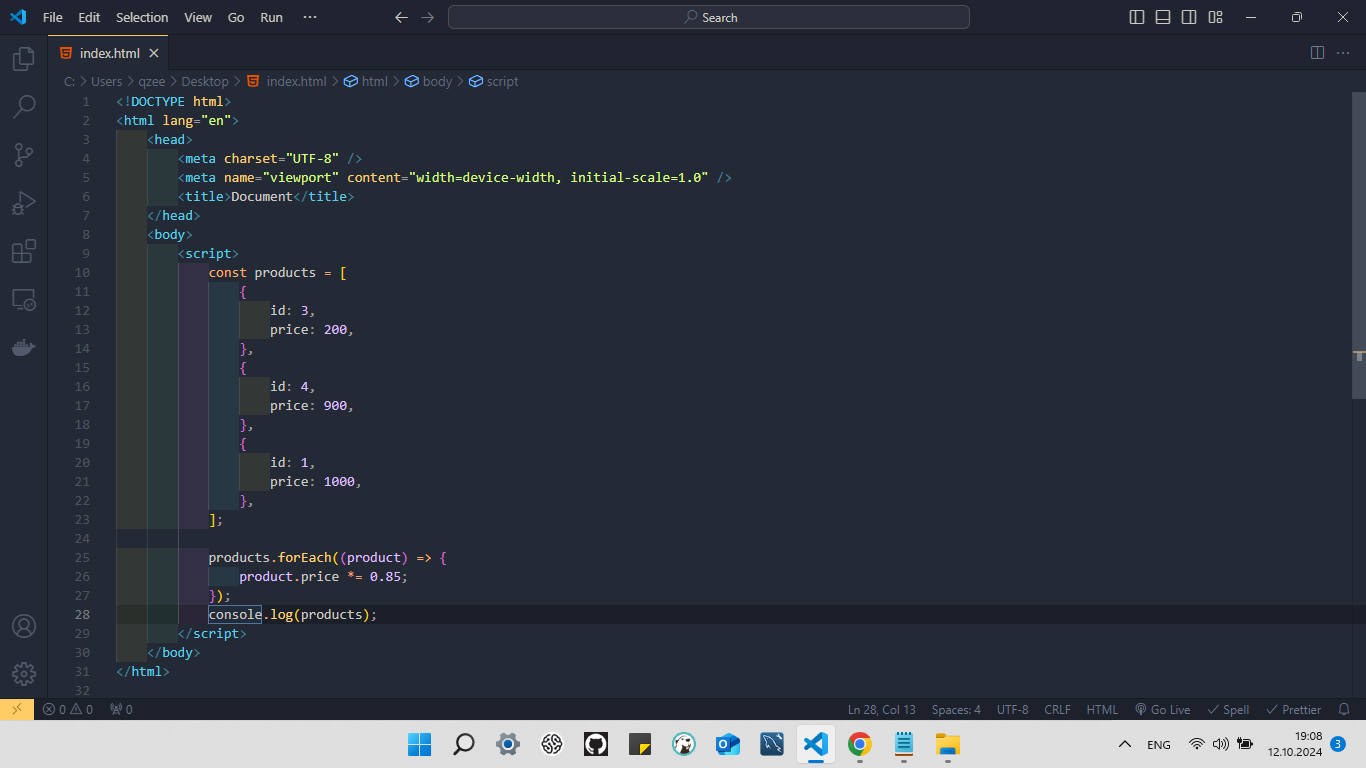 File Edit Selection View Go Run ··· Search
index.html
C: > Users > qzee > Desktop > index.html > html > body > script
1 <!DOCTYPE html>
2 <html lang="en">
3 <head>
4 <meta charset="UTF-8" />
5 <meta name="viewport" content="width=device-width, initial-scale=1.0" />
6 <title>Document</title>
7 </head>
8 <body>
9 <script>
10 const products = [
11 {
12 id: 3,
13 price: 200,
14 },
15 {
16 id: 4,
17 price: 900,
18 },
19 {
20 id: 1,
21 price: 1000,
22 },
23 ];
24
25 products.forEach((product) => {
26 product.price *= 0.85;
27 });
28 console.log(products);
29 </script>
30 </body>
31 </html>
32
0 0 0 Ln 28, Col 13 Spaces: 4 UTF-8 CRLF HTML Go Live Spell Prettier
ENG 19:08
12.10.2024 3